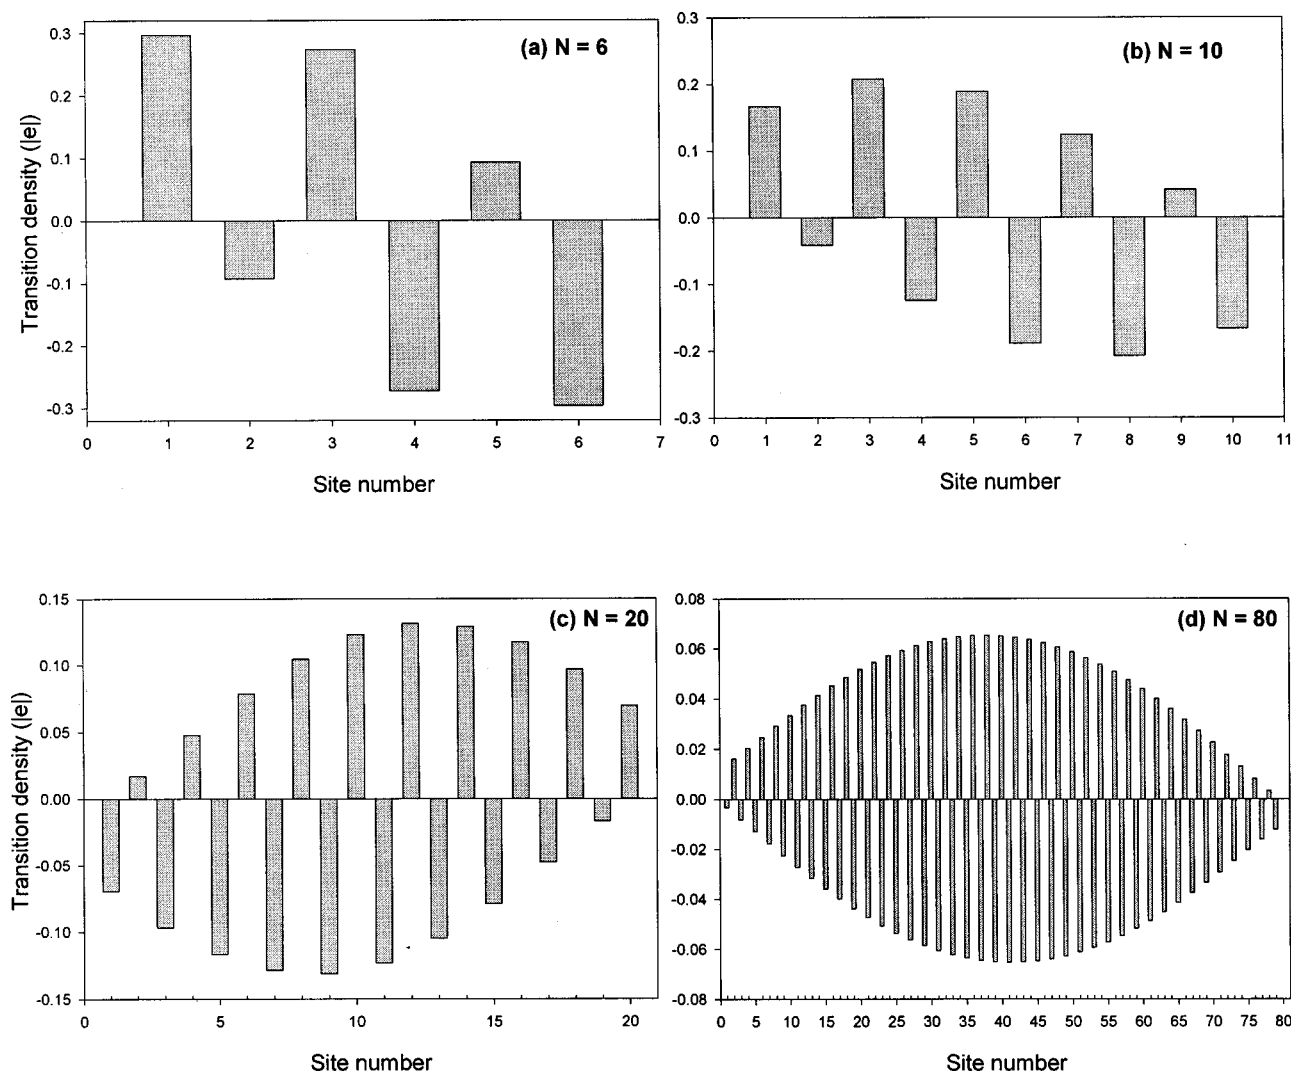 (a) N = 6
Transition density (|e|)
0.3
0.2
0.1
0.0
-0.1
-0.2
-0.3
0 1 2 3 4 5 6 7
Site number
(b) N = 10
0.3
0.2
0.1
0.0
-0.1
-0.2
-0.3
0 1 2 3 4 5 6 7 8 9 10 11
Site number
(c) N = 20
Transition density (|e|)
0.15
0.10
0.05
0.00
-0.05
-0.10
-0.15
0 5 10 15 20
Site number
(d) N = 80
0.08
0.06
0.04
0.02
0.00
-0.02
-0.04
-0.06
-0.08
0 5 10 15 20 25 30 35 40 45 50 55 60 65 70 75 80
Site number